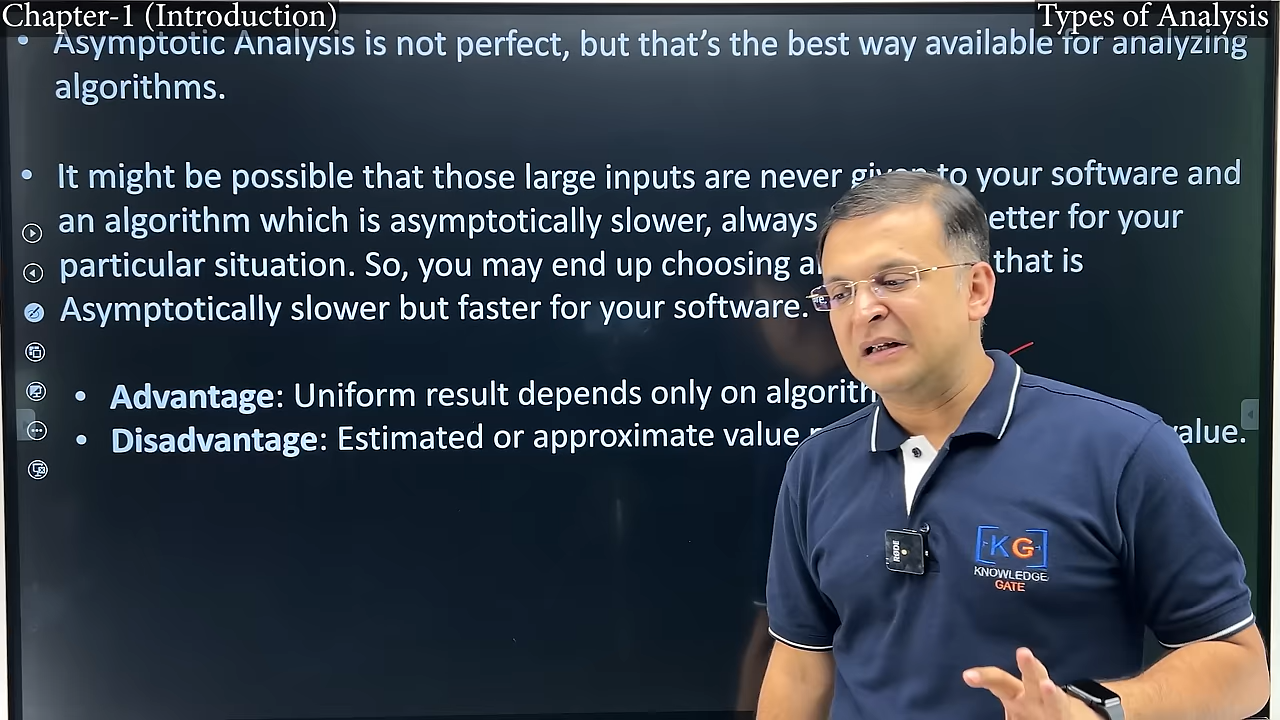 Chapter-1 (Introduction)
Types of Analysis
• Asymptotic Analysis is not perfect, but that's the best way available for analyzing
algorithms.
• It might be possible that those large inputs are never given to your software and
an algorithm which is asymptotically slower, always etter for your
particular situation. So, you may end up choosing a that is
Asymptotically slower but faster for your software.
• Advantage: Uniform result depends only on algorith
• Disadvantage: Estimated or approximate value value.
RØDE
KG
KNOWLEDGE
GATE